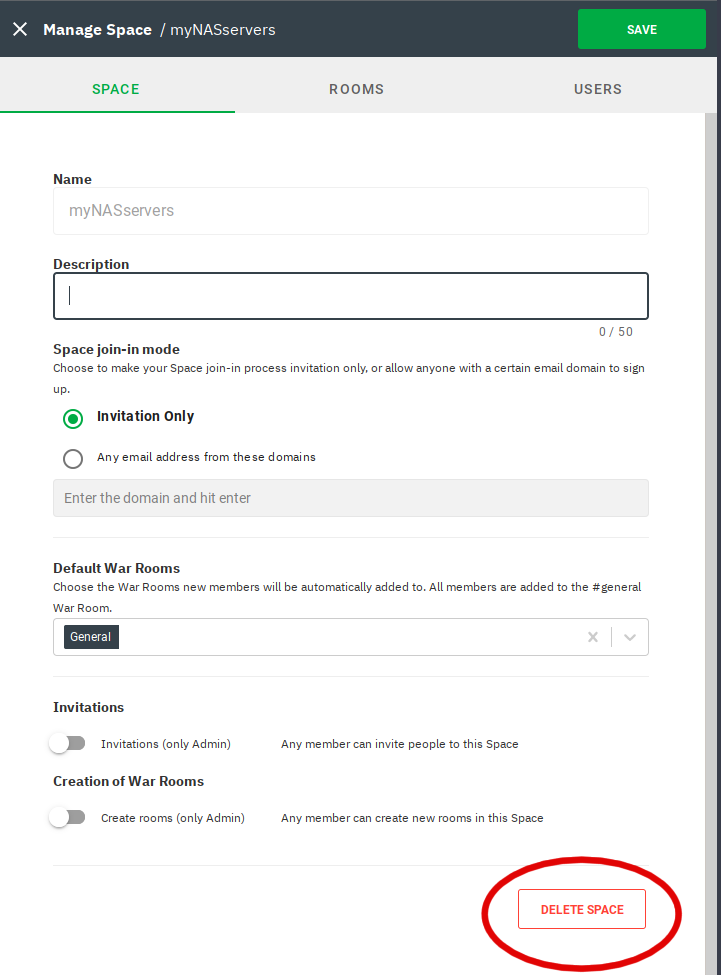 Manage Space / myNASservers
SAVE
SPACE
ROOMS
USERS
Name
myNASservers
Description
0 / 50
Space join-in mode
Choose to make your Space join-in process invitation only, or allow anyone with a certain email domain to sign
up.
Invitation Only
Any email address from these domains
Enter the domain and hit enter
Default War Rooms
Choose the War Rooms new members will be automatically added to. All members are added to the #general
War Room.
General
Invitations
Invitations (only Admin)
Any member can invite people to this Space
Creation of War Rooms
Create rooms (only Admin)
Any member can create new rooms in this Space
DELETE SPACE